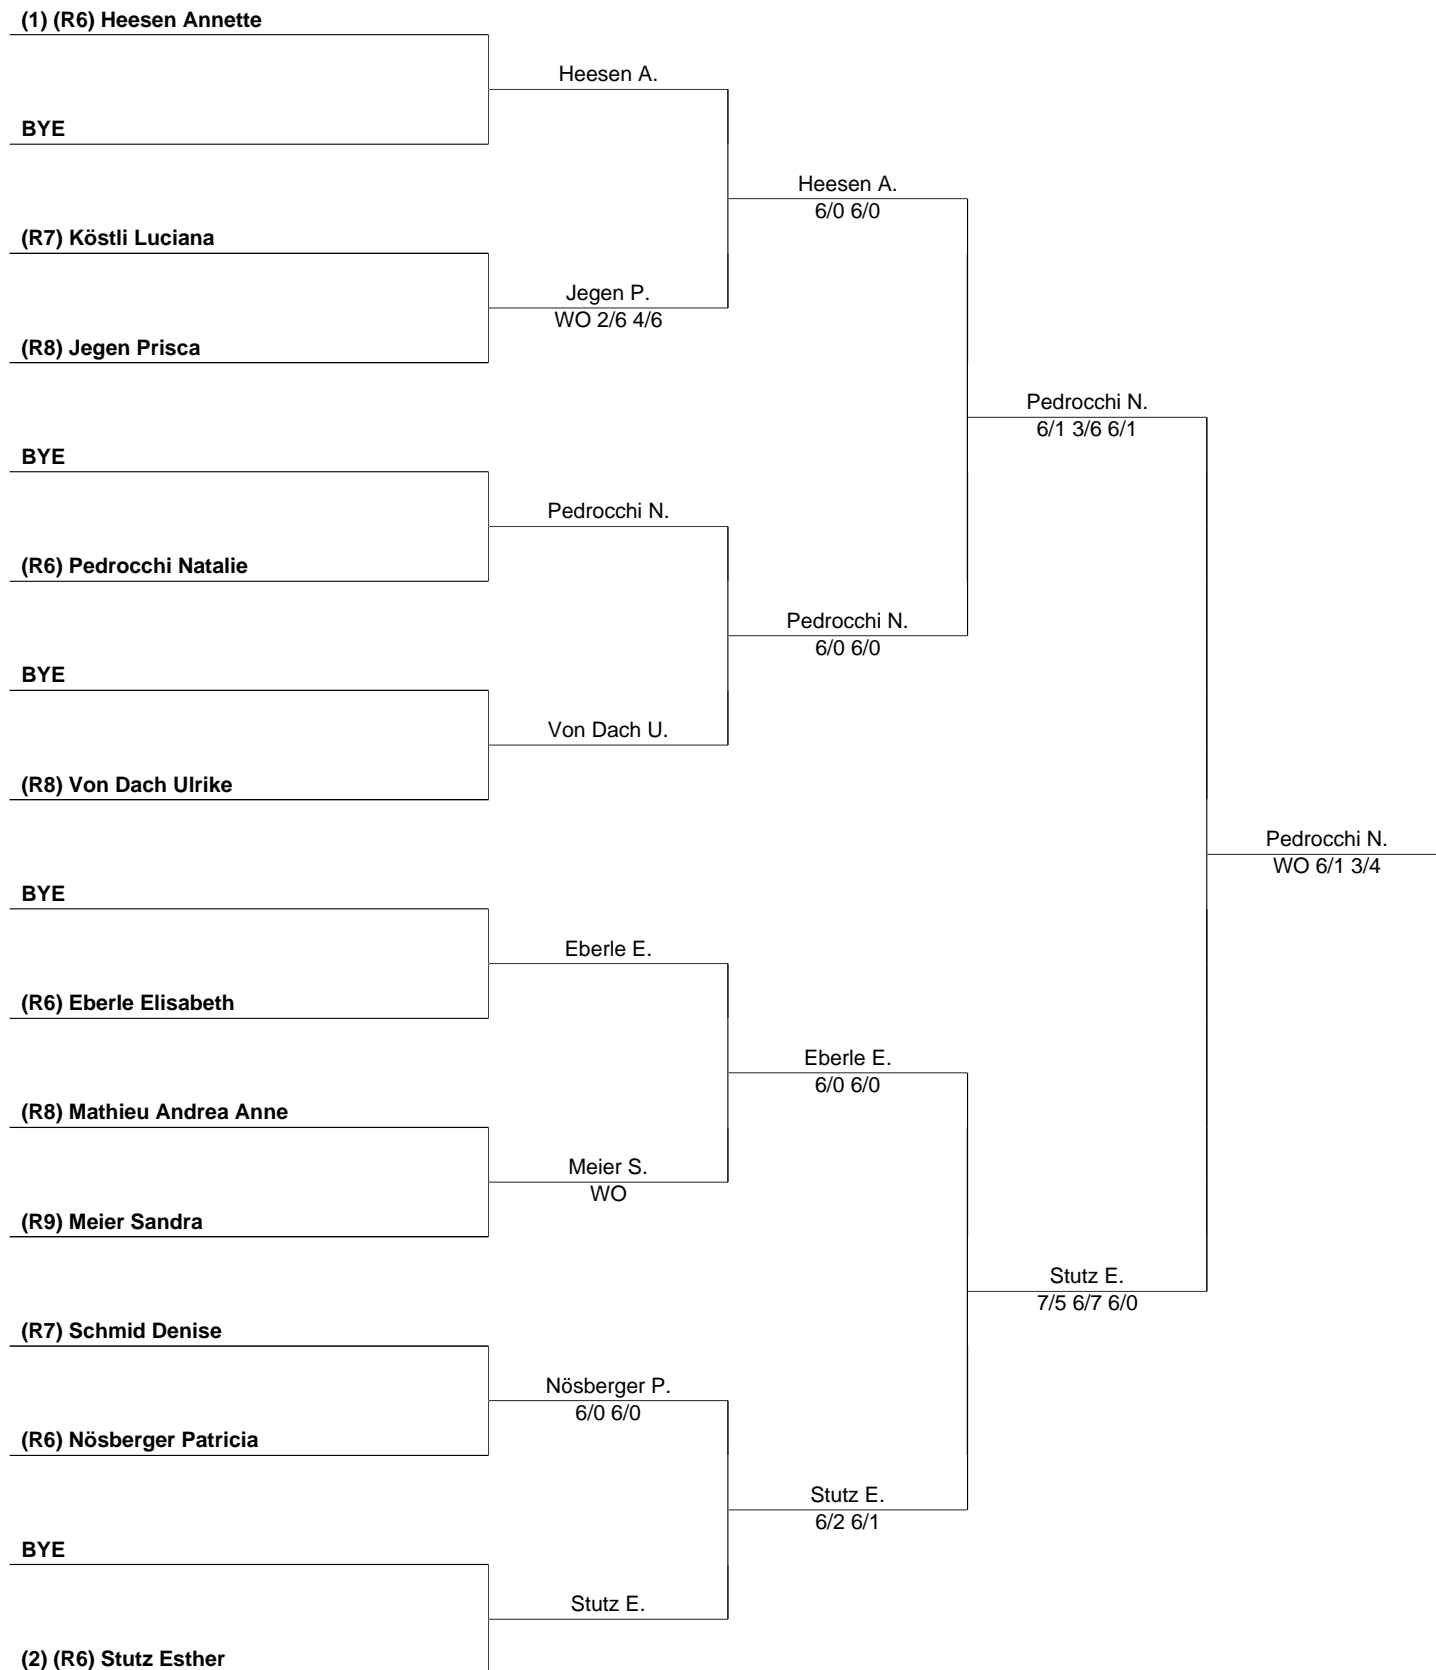 (1) (R6) Heesen Annette
Heesen A.
BYE
Heesen A.
6/0 6/0
(R7) Köstli Luciana
Jegen P.
WO 2/6 4/6
(R8) Jegen Prisca
Pedrocchi N.
6/1 3/6 6/1
BYE
Pedrocchi N.
(R6) Pedrocchi Natalie
Pedrocchi N.
6/0 6/0
BYE
Von Dach U.
(R8) Von Dach Ulrike
Pedrocchi N.
WO 6/1 3/4
BYE
Eberle E.
(R6) Eberle Elisabeth
Eberle E.
6/0 6/0
(R8) Mathieu Andrea Anne
Meier S.
WO
(R9) Meier Sandra
Stutz E.
7/5 6/7 6/0
(R7) Schmid Denise
Nösberger P.
6/0 6/0
(R6) Nösberger Patricia
Stutz E.
6/2 6/1
BYE
Stutz E.
(2) (R6) Stutz Esther